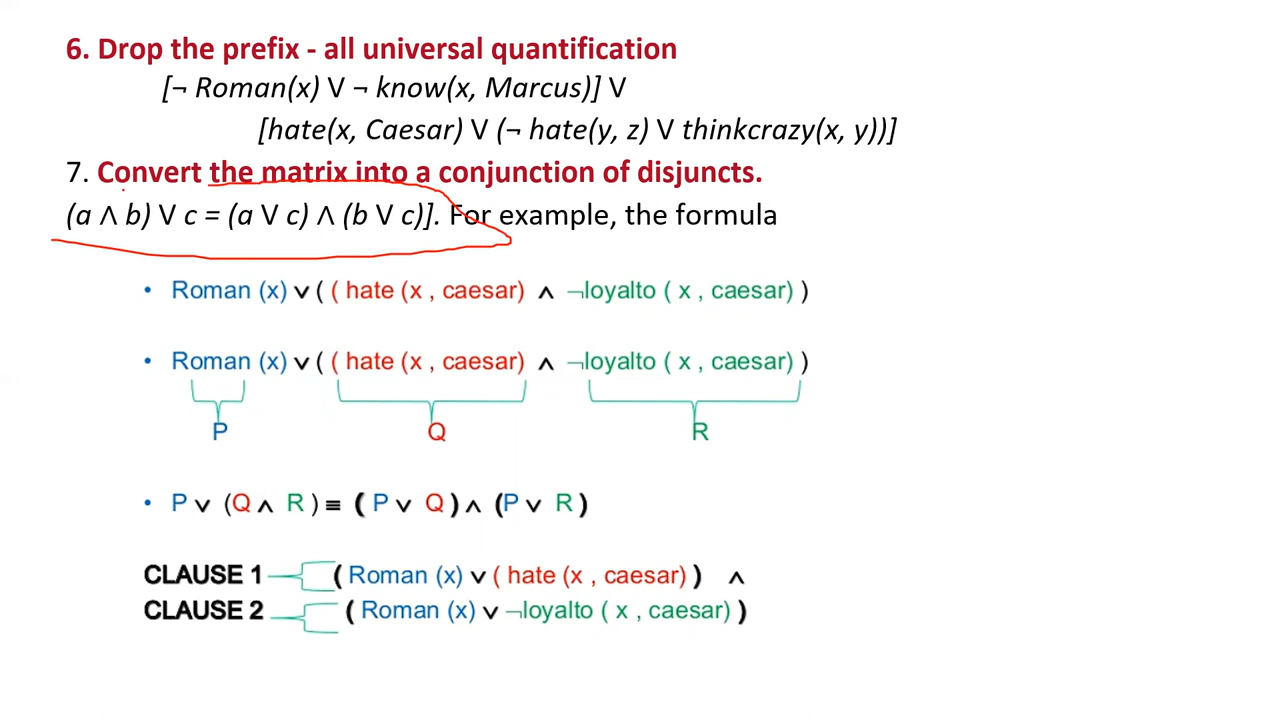 6. Drop the prefix - all universal quantification
[¬ Roman(x) V ¬ know(x, Marcus)] V
[hate(x, Caesar) V (¬ hate(y, z) V thinkcrazy(x, y))]
7. Convert the matrix into a conjunction of disjuncts.
(a Λ b) V c = (a V c) Λ (b V c)]. For example, the formula
• Roman (x) ∨ ( ( hate (x , caesar) ∧ ¬loyalto ( x , caesar) )
• Roman (x) ∨ ( ( hate (x , caesar) ∧ ¬loyalto ( x , caesar) )
P Q R
• P ∨ (Q ∧ R ) ≡ ( P ∨ Q ) ∧ (P ∨ R )
CLAUSE 1 ( Roman (x) ∨ ( hate (x , caesar) ) ∧
CLAUSE 2 ( Roman (x) ∨ ¬loyalto ( x , caesar) )